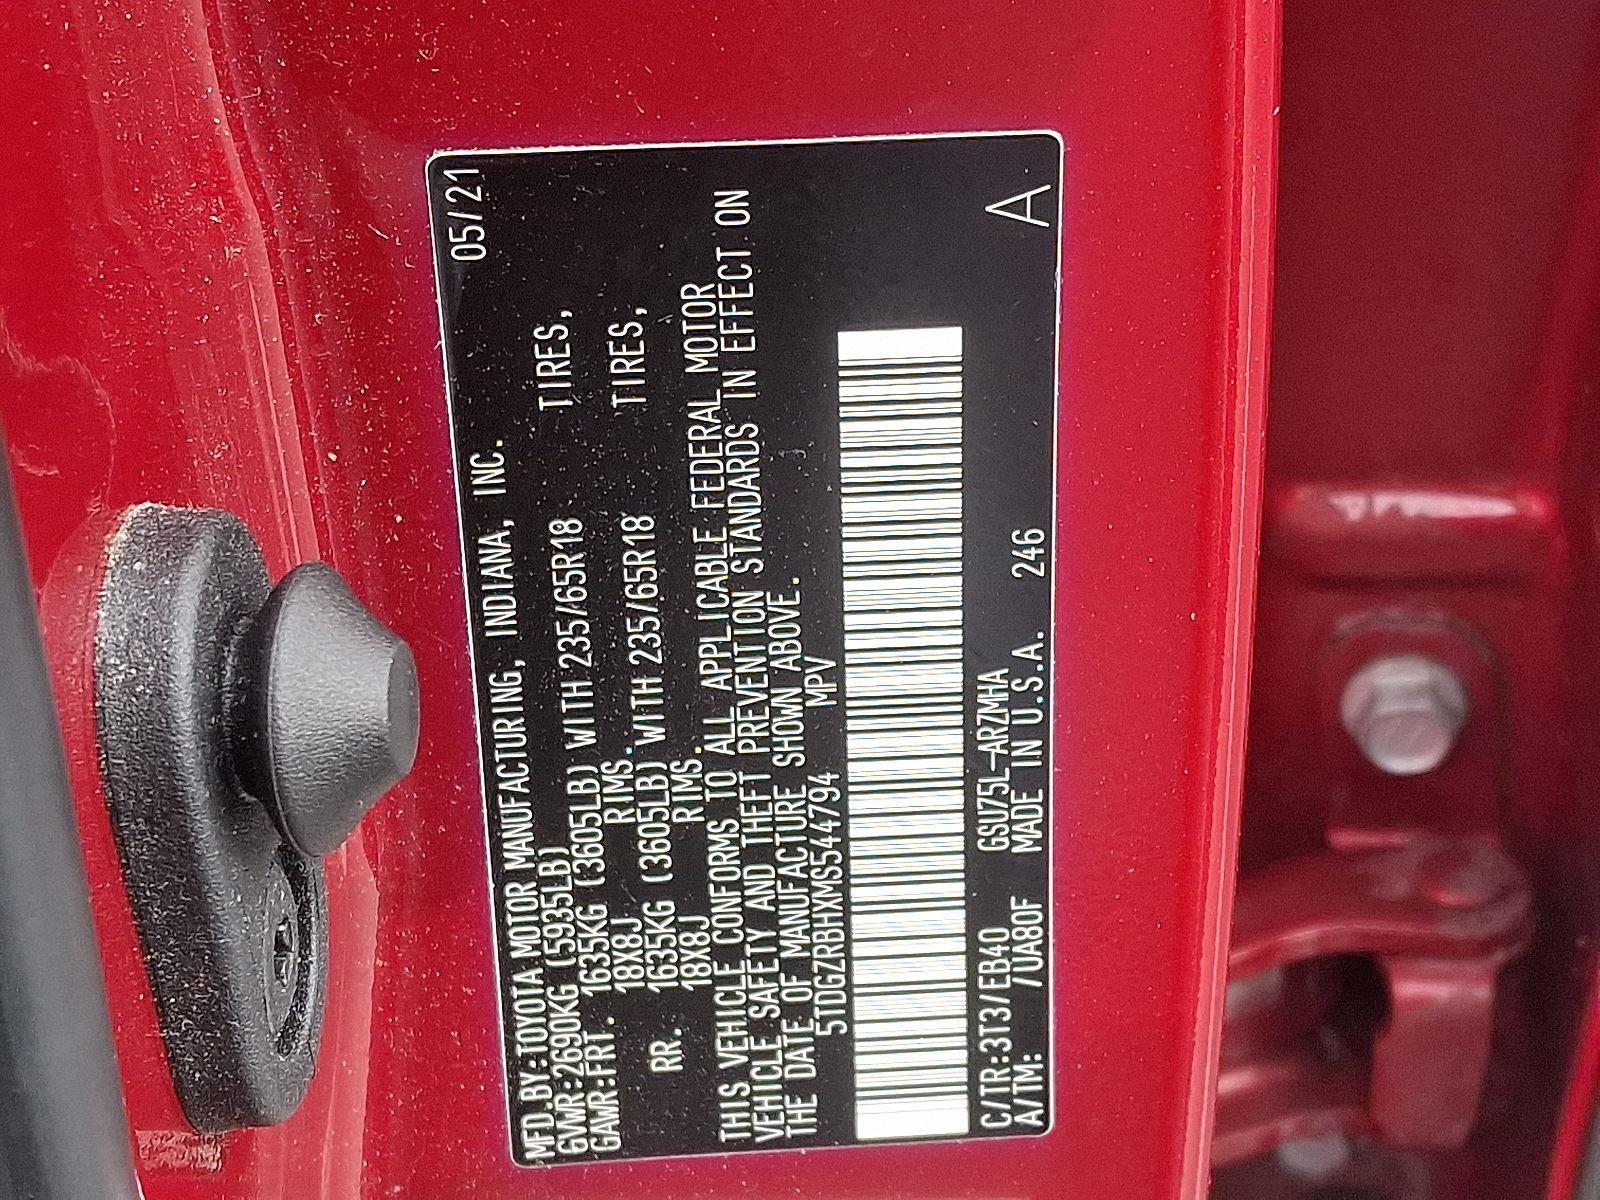 MFD.BY:TOYOTA MOTOR MANUFACTURING, INDIANA, INC. 05/21
GVWR:2690KG (5935LB)
GAWR:FRT. 1635KG (3605LB) WITH 235/65R18 TIRES,
18X8J RIMS.
RR. 1635KG (3605LB) WITH 235/65R18 TIRES,
18X8J RIMS.
THIS VEHICLE CONFORMS TO ALL APPLICABLE FEDERAL MOTOR
VEHICLE SAFETY AND THEFT PREVENTION STANDARDS IN EFFECT ON
THE DATE OF MANUFACTURE SHOWN ABOVE.
5TDGZRBHXMS544794 MPV
C/TR:3T3/EB40 GSU75L-ARZMHA
A/TM: /UA80F MADE IN U.S.A. 246 A